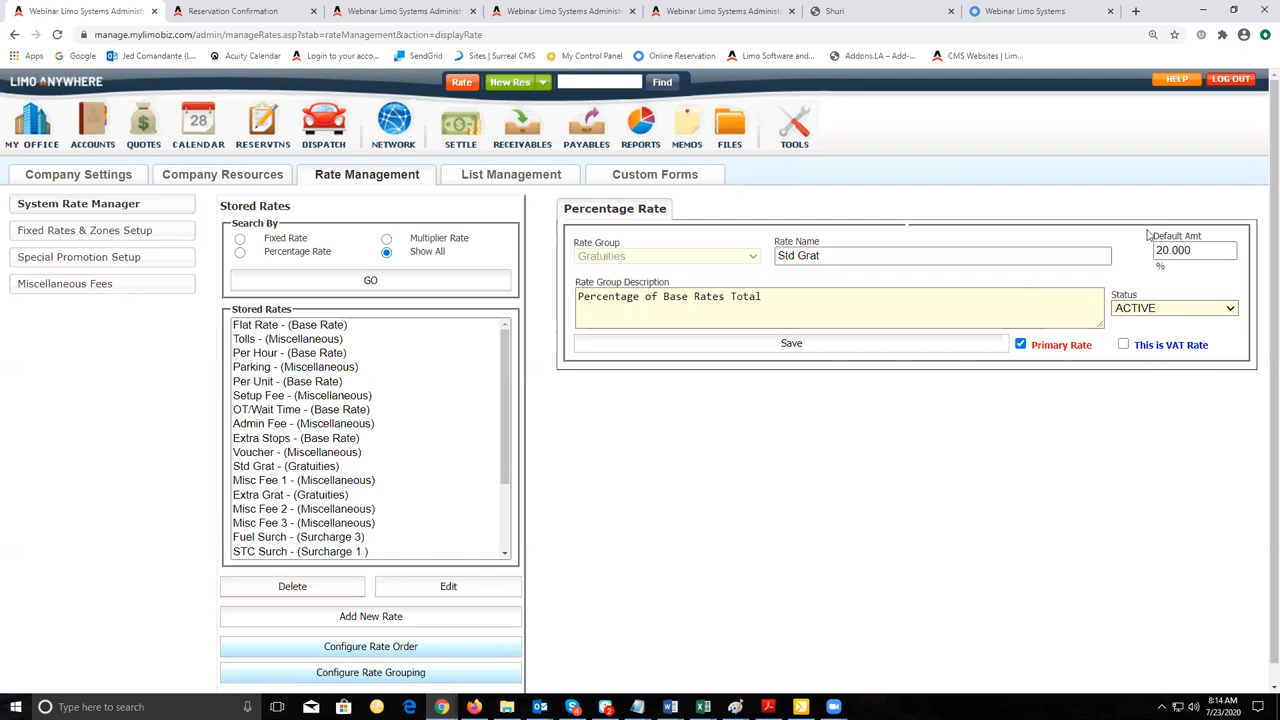 Webinar Limo Systems Administ
Reservation Confirmation
Webinar Limo Systems Administ
Webinar Limo Systems Administ
Webinar Limo Systems Administ
Shuri
Webinar Limo Systems
manage.mylimobiz.com/admin/manageRates.asp?stab=rateManagement&action=displayRate
Apps
Google
Jed Comandante (...
Acuity Calendar
Login to your acco...
SendGrid
Sites | Surreal CMS
My Control Panel
Online Reservation
Limo Software and...
Addons.LA – Add-...
CMS Websites | Lim...
LIMO ANYWHERE
Rate
New Res
Find
HELP
LOG OUT
28
MY OFFICE
ACCOUNTS
QUOTES
CALENDAR
RESERVTNS
DISPATCH
NETWORK
SETTLE
RECEIVABLES
PAYABLES
REPORTS
MEMOS
FILES
TOOLS
Company Settings
Company Resources
Rate Management
List Management
Custom Forms
System Rate Manager
Fixed Rates & Zones Setup
Special Promotion Setup
Miscellaneous Fees
Stored Rates
Search By
Fixed Rate
Multiplier Rate
Percentage Rate
Show All
GO
Stored Rates
Flat Rate - (Base Rate)
Tolls - (Miscellaneous)
Per Hour - (Base Rate)
Parking - (Miscellaneous)
Per Unit - (Base Rate)
Setup Fee - (Miscellaneous)
OT/Wait Time - (Base Rate)
Admin Fee - (Miscellaneous)
Extra Stops - (Base Rate)
Voucher - (Miscellaneous)
Std Grat - (Gratuities)
Misc Fee 1 - (Miscellaneous)
Extra Grat - (Gratuities)
Misc Fee 2 - (Miscellaneous)
Misc Fee 3 - (Miscellaneous)
Fuel Surch - (Surcharge 3)
STC Surch - (Surcharge 1 )
Delete
Edit
Add New Rate
Configure Rate Order
Configure Rate Grouping
Percentage Rate
Rate Group
Gratuities
Rate Name
Std Grat
Default Amt
20.000
%
Rate Group Description
Percentage of Base Rates Total
Status
ACTIVE
Save
Primary Rate
This is VAT Rate
Type here to search
8:14 AM
7/23/2020